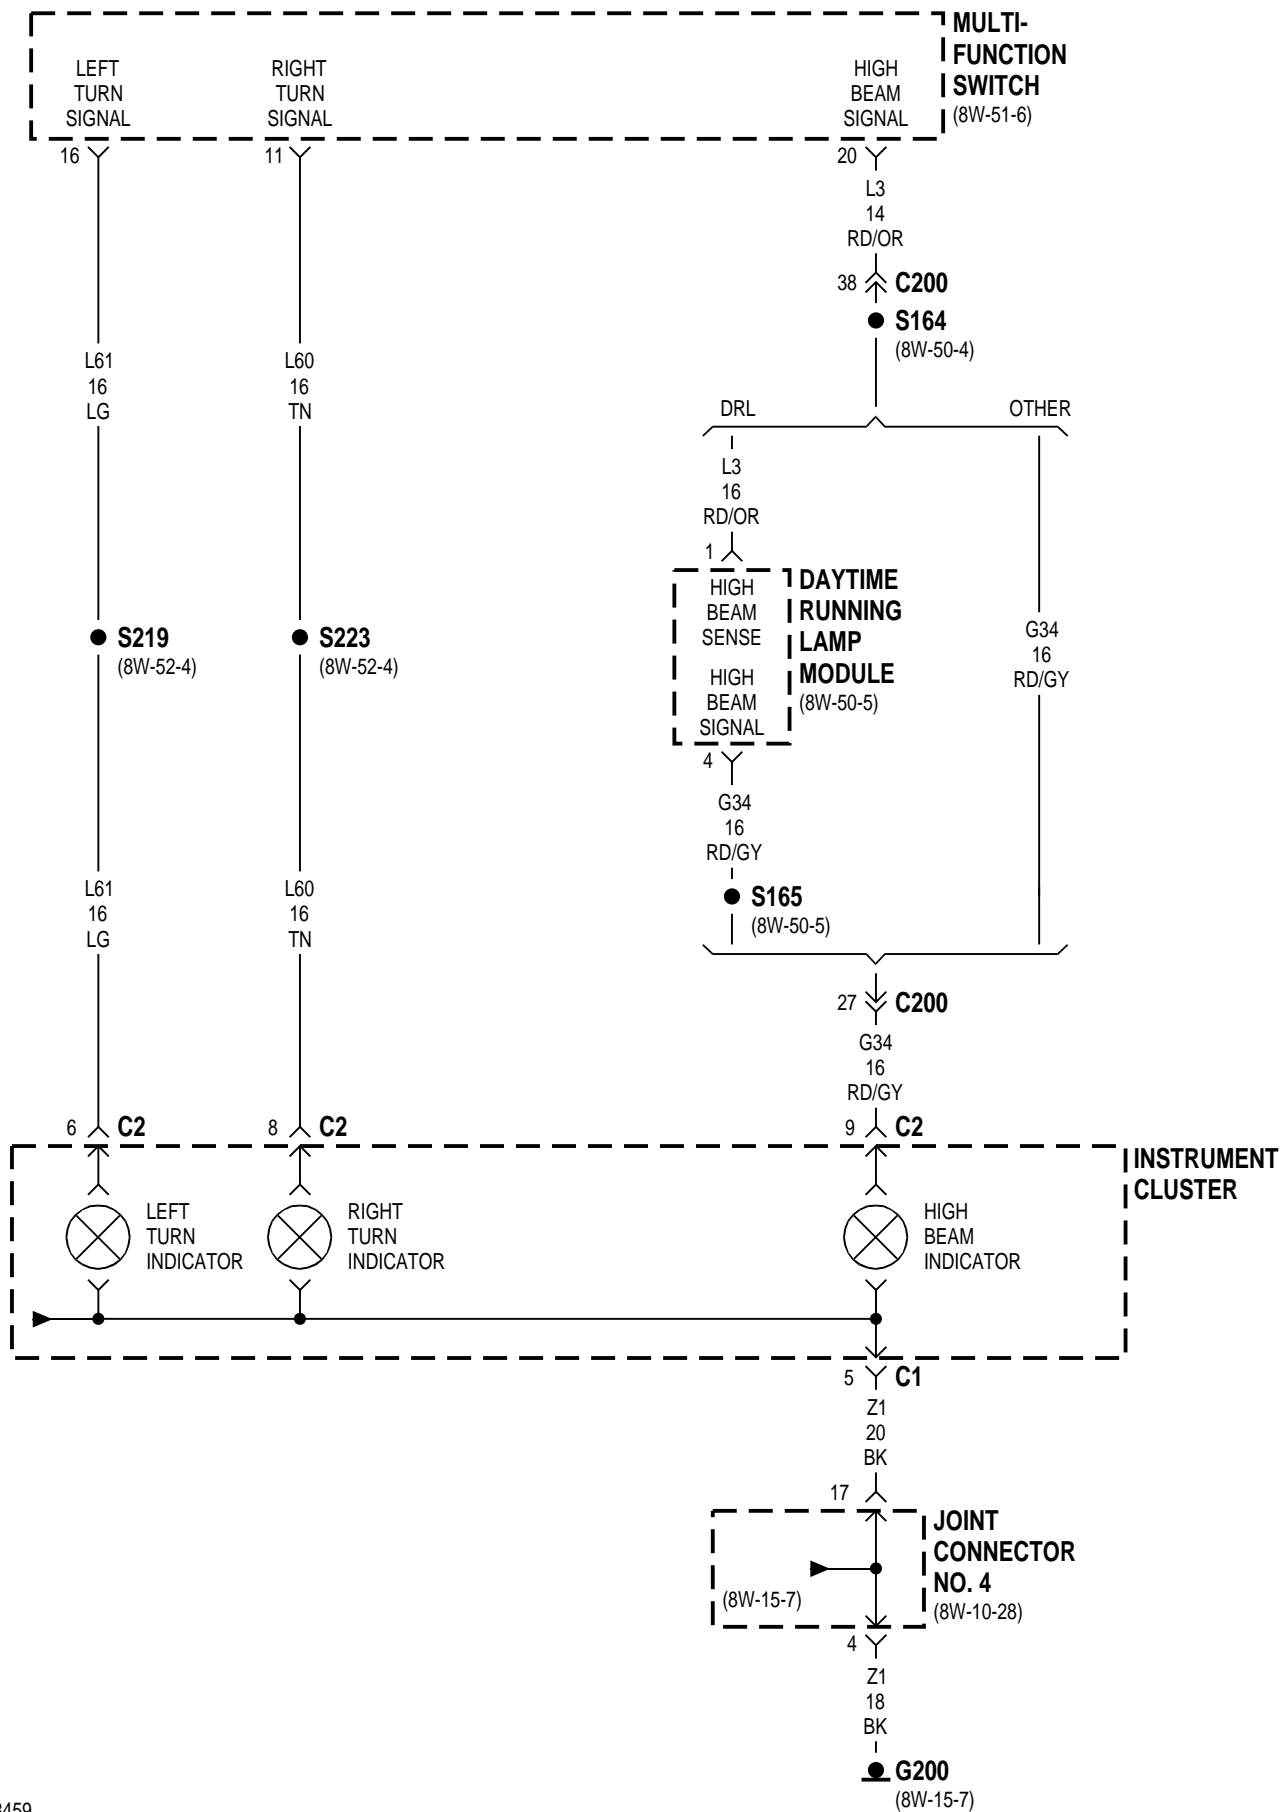 MULTI-
FUNCTION
SWITCH
(8W-51-6)
LEFT
TURN
SIGNAL
RIGHT
TURN
SIGNAL
HIGH
BEAM
SIGNAL
16
11
20
L3
14
RD/OR
38 C200
S164
(8W-50-4)
L61
16
LG
L60
16
TN
DRL
OTHER
L3
16
RD/OR
1
HIGH
BEAM
SENSE
HIGH
BEAM
SIGNAL
DAYTIME
RUNNING
LAMP
MODULE
(8W-50-5)
G34
16
RD/GY
S219
(8W-52-4)
S223
(8W-52-4)
4
G34
16
RD/GY
S165
(8W-50-5)
L61
16
LG
L60
16
TN
27 C200
G34
16
RD/GY
6 C2
8 C2
9 C2
INSTRUMENT
CLUSTER
LEFT
TURN
INDICATOR
RIGHT
TURN
INDICATOR
HIGH
BEAM
INDICATOR
5 C1
Z1
20
BK
17
JOINT
CONNECTOR
NO. 4
(8W-10-28)
(8W-15-7)
4
Z1
18
BK
G200
(8W-15-7)